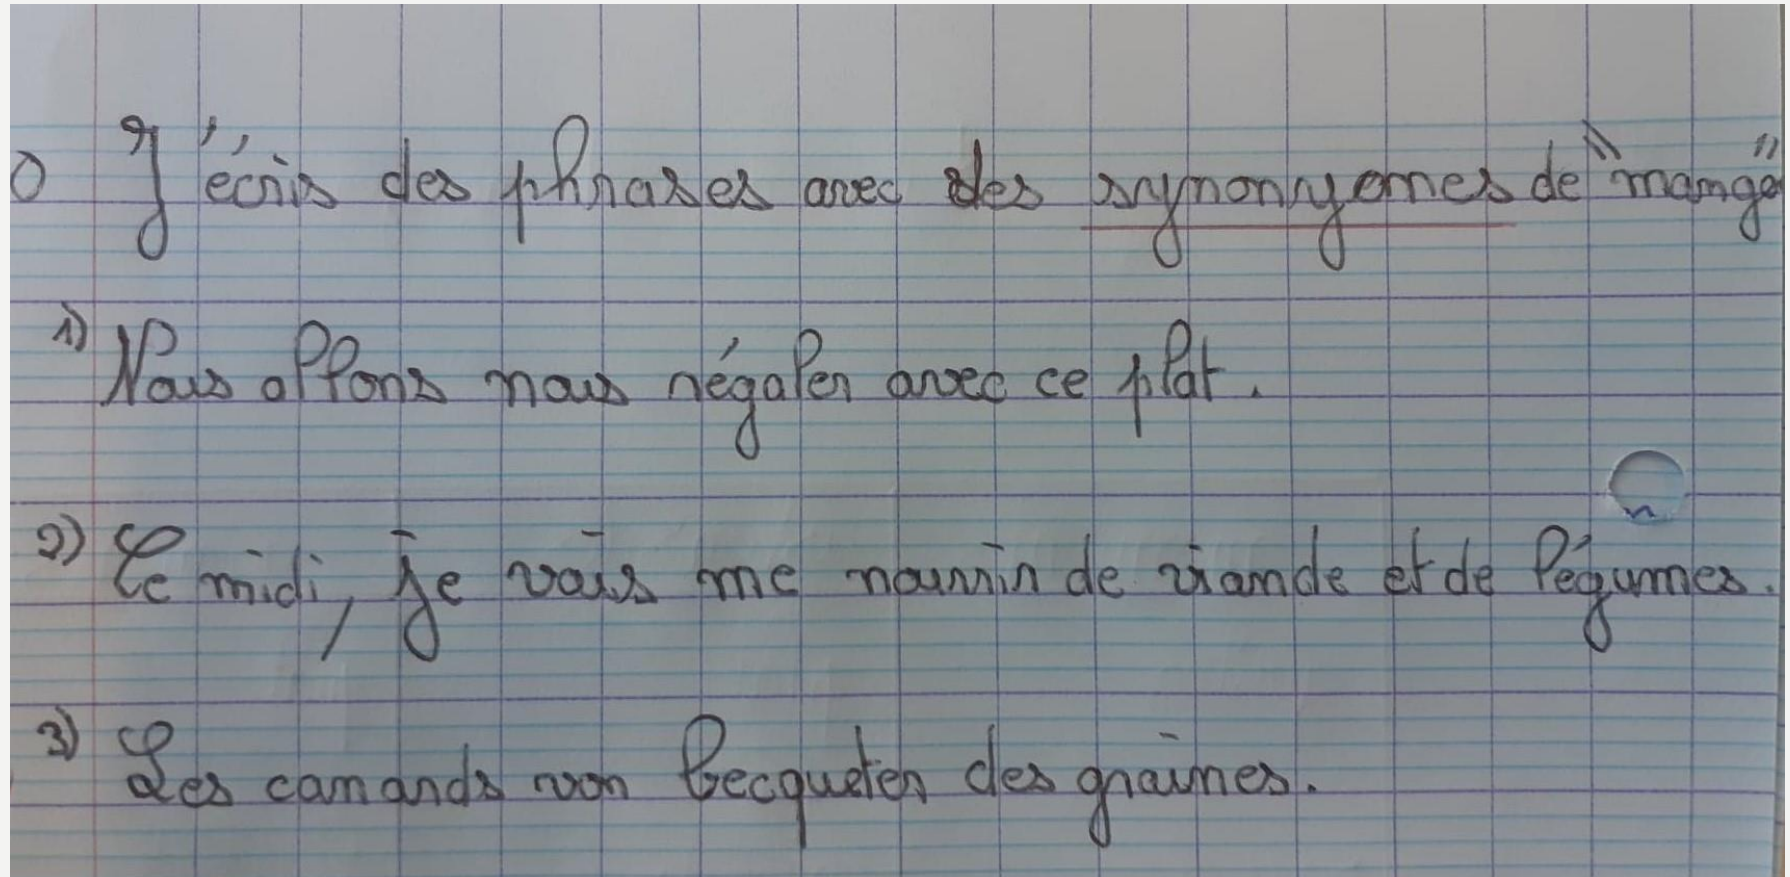 J'écris des phrases avec des synonyomes de "manger"
1) Nous allons nous régaler avec ce plat.
2) Ce midi, je vais me nourrir de viande et de légumes.
3) Les canards von becqueter des graines.